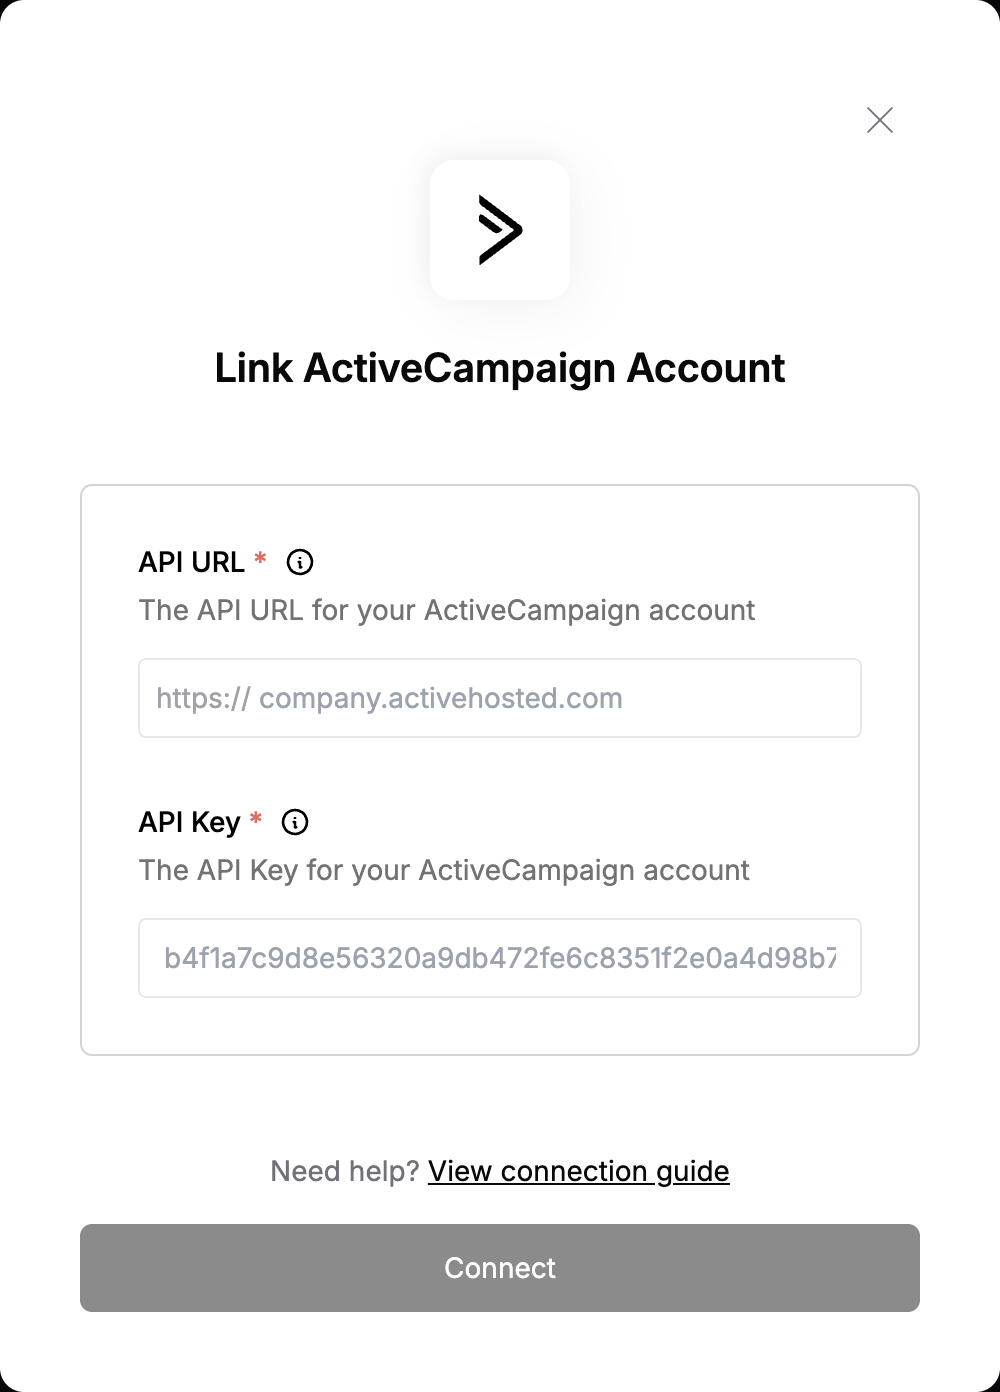 Link ActiveCampaign Account
API URL *
The API URL for your ActiveCampaign account
https:// company.activehosted.com
API Key *
The API Key for your ActiveCampaign account
b4f1a7c9d8e56320a9db472fe6c8351f2e0a4d98b7
Need help? View connection guide
Connect